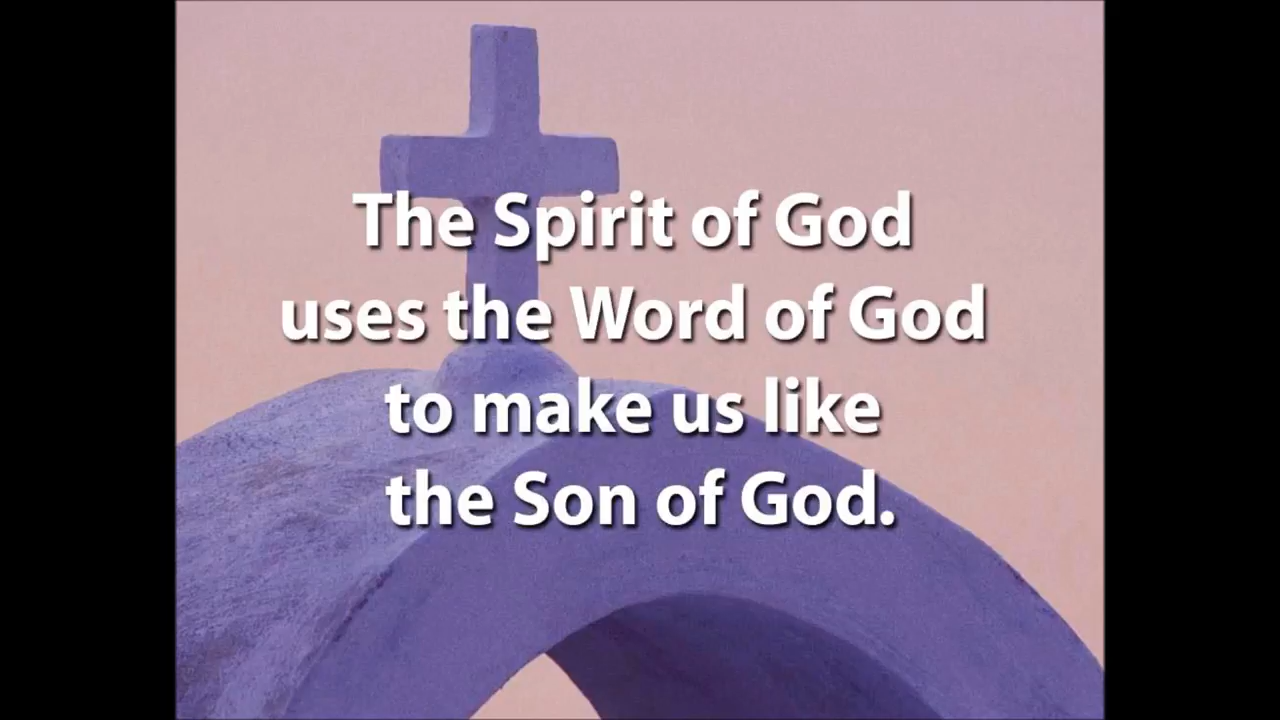 The Spirit of God
uses the Word of God
to make us like
the Son of God.